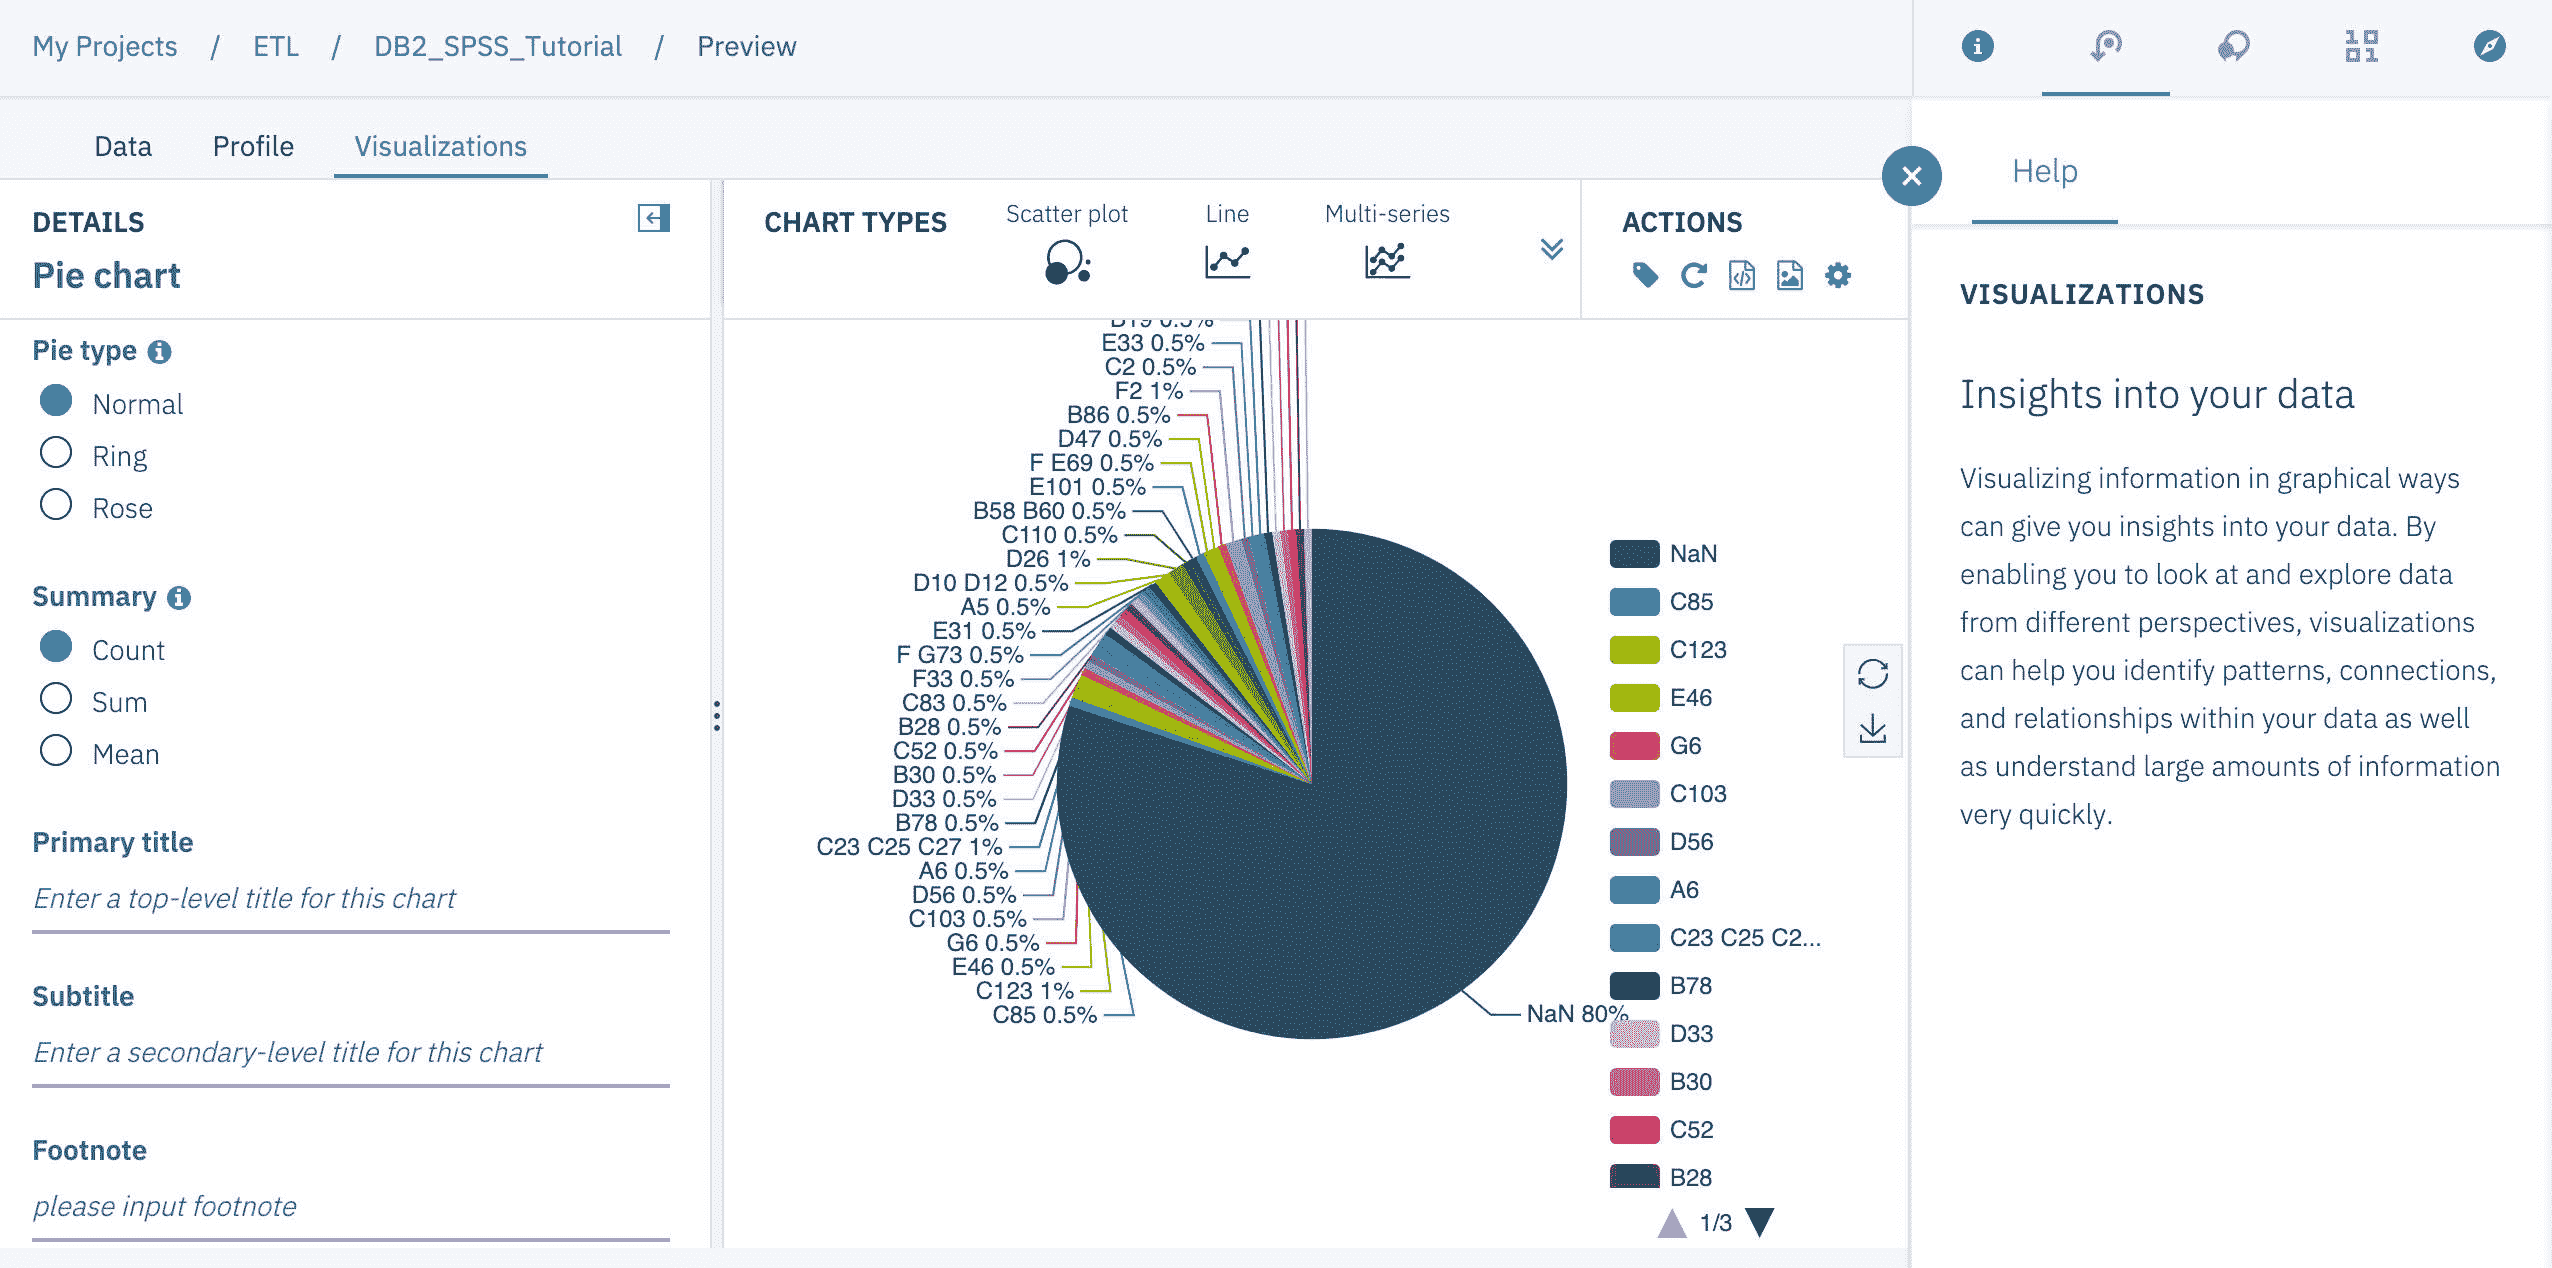 My Projects / ETL / DB2_SPSS_Tutorial / Preview
Data Profile Visualizations
Help
DETAILS
Pie chart
CHART TYPES
Scatter plot
Line
Multi-series
ACTIONS
Pie type
Normal
Ring
Rose
Summary
Count
Sum
Mean
Primary title
Enter a top-level title for this chart
Subtitle
Enter a secondary-level title for this chart
Footnote
please input footnote
B19 0.5%
E33 0.5%
C2 0.5%
F2 1%
B86 0.5%
D47 0.5%
F E69 0.5%
E101 0.5%
B58 B60 0.5%
C110 0.5%
D26 1%
D10 D12 0.5%
A5 0.5%
E31 0.5%
F G73 0.5%
F33 0.5%
C83 0.5%
B28 0.5%
C52 0.5%
B30 0.5%
D33 0.5%
B78 0.5%
C23 C25 C27 1%
A6 0.5%
D56 0.5%
C103 0.5%
G6 0.5%
E46 0.5%
C123 1%
C85 0.5%
NaN 80%
NaN
C85
C123
E46
G6
C103
D56
A6
C23 C25 C2...
B78
D33
B30
C52
B28
1/3
VISUALIZATIONS
Insights into your data
Visualizing information in graphical ways
can give you insights into your data. By
enabling you to look at and explore data
from different perspectives, visualizations
can help you identify patterns, connections,
and relationships within your data as well
as understand large amounts of information
very quickly.